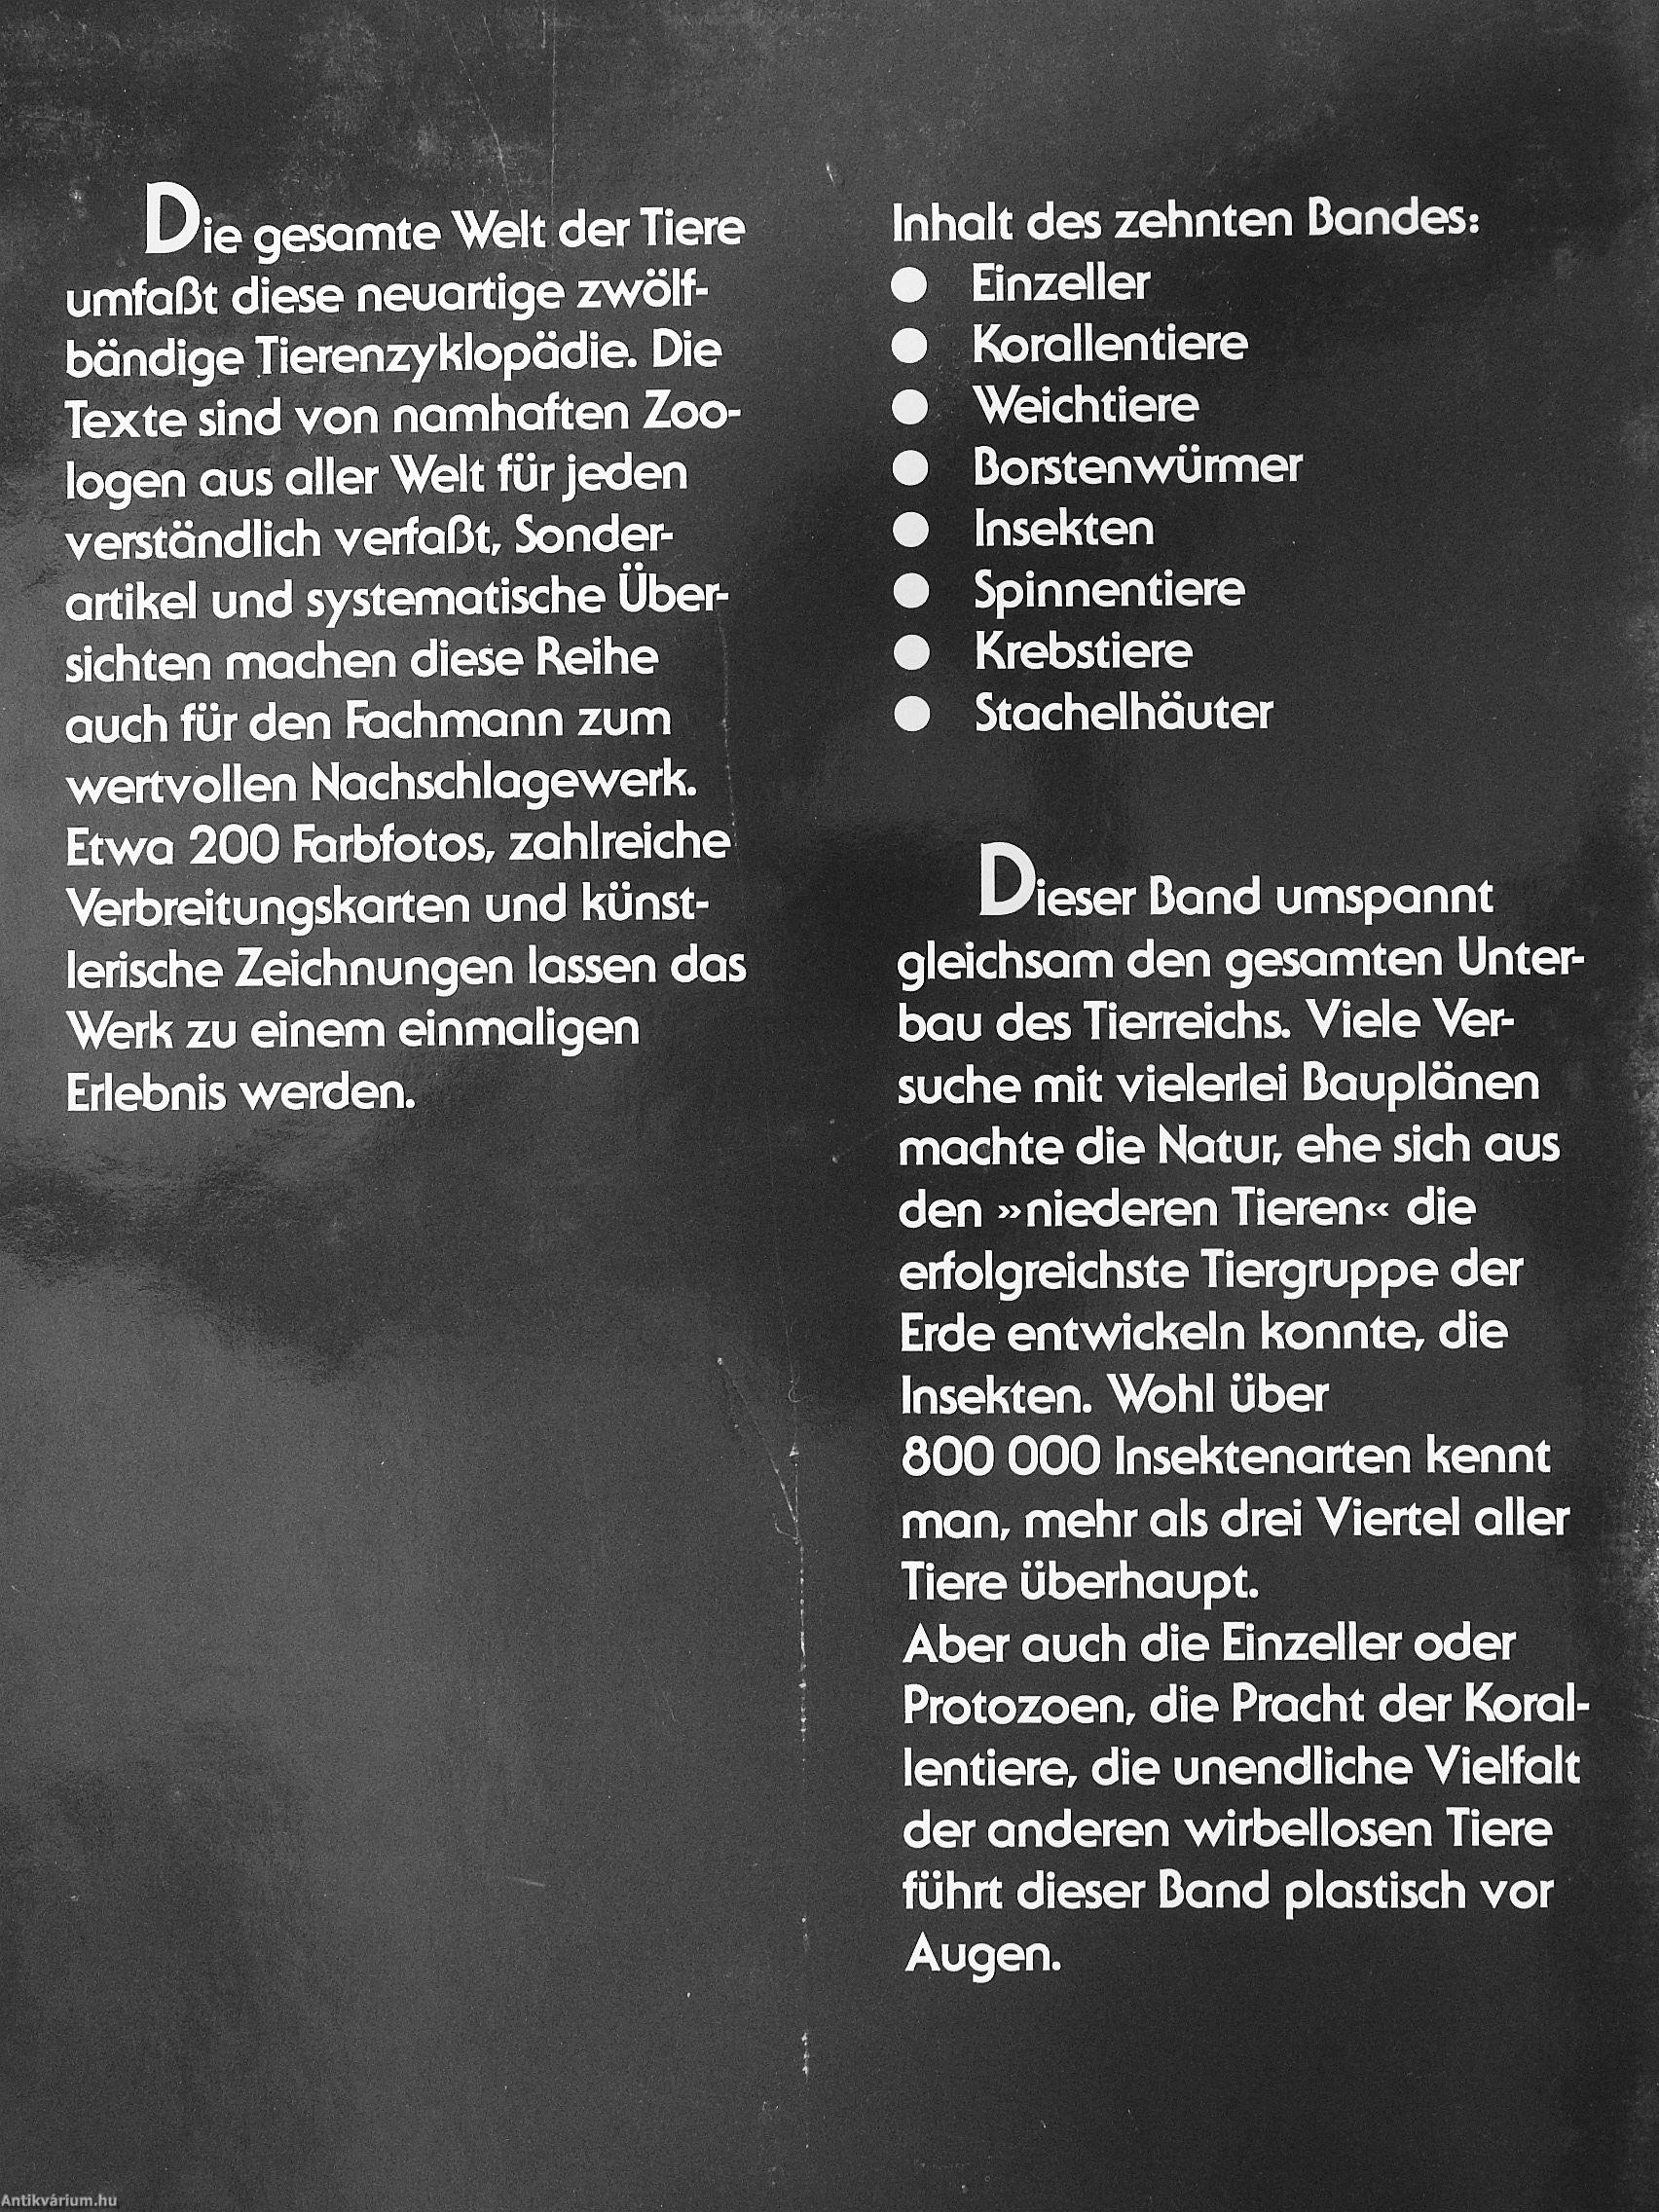 Die gesamte Welt der Tiere
umfaßt diese neuartige zwölf-
bändige Tierenzyklopädie. Die
Texte sind von namhaften Zoo-
logen aus aller Welt für jeden
verständlich verfaßt, Sonder-
artikel und systematische Über-
sichten machen diese Reihe
auch für den Fachmann zum
wertvollen Nachschlagewerk.
Etwa 200 Farbfotos, zahlreiche
Verbreitungskarten und künst-
lerische Zeichnungen lassen das
Werk zu einem einmaligen
Erlebnis werden.
Inhalt des zehnten Bandes:
● Einzeller
● Korallentiere
● Weichtiere
● Borstenwürmer
● Insekten
● Spinnentiere
● Krebstiere
● Stachelhäuter
Dieser Band umspannt
gleichsam den gesamten Unter-
bau des Tierreichs. Viele Ver-
suche mit vielerlei Bauplänen
machte die Natur, ehe sich aus
den »niederen Tieren« die
erfolgreichste Tiergruppe der
Erde entwickeln konnte, die
Insekten. Wohl über
800 000 Insektenarten kennt
man, mehr als drei Viertel aller
Tiere überhaupt.
Aber auch die Einzeller oder
Protozoen, die Pracht der Koral-
lentiere, die unendliche Vielfalt
der anderen wirbellosen Tiere
führt dieser Band plastisch vor
Augen.
Antikvárium.hu